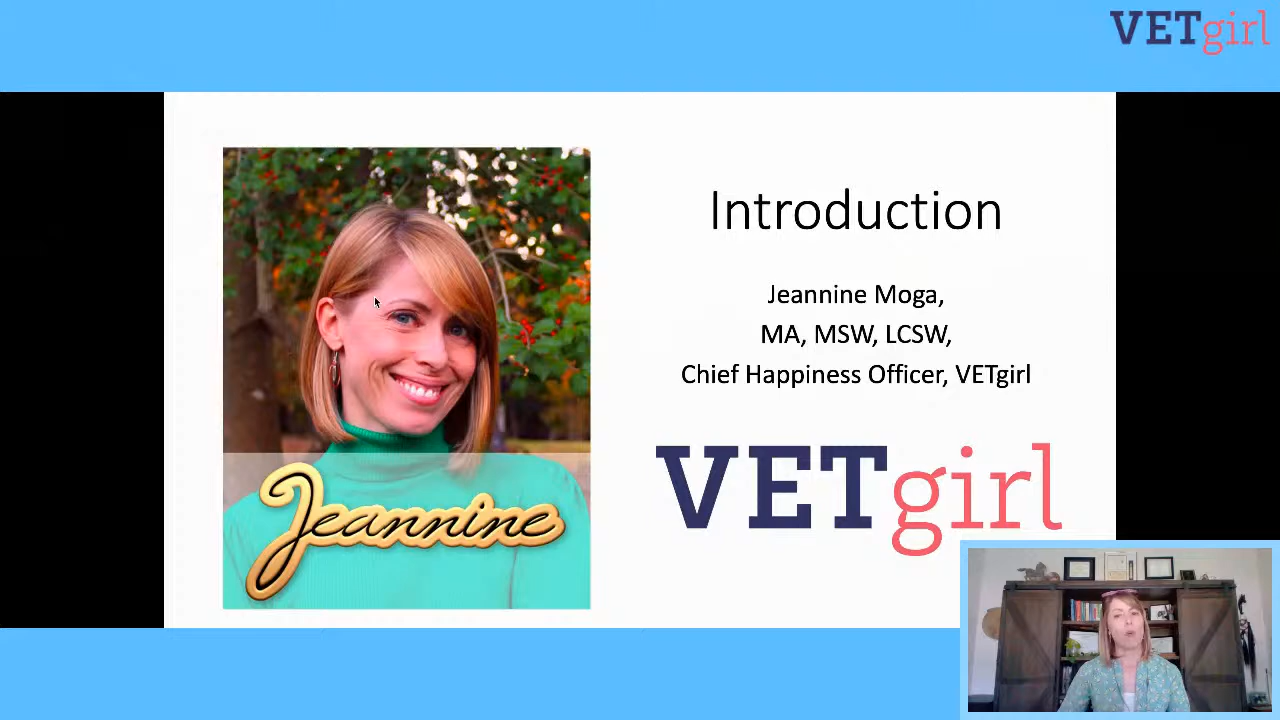 VETgirl
Introduction
Jeannine Moga,
MA, MSW, LCSW,
Chief Happiness Officer, VETgirl
Jeannine
VETgirl